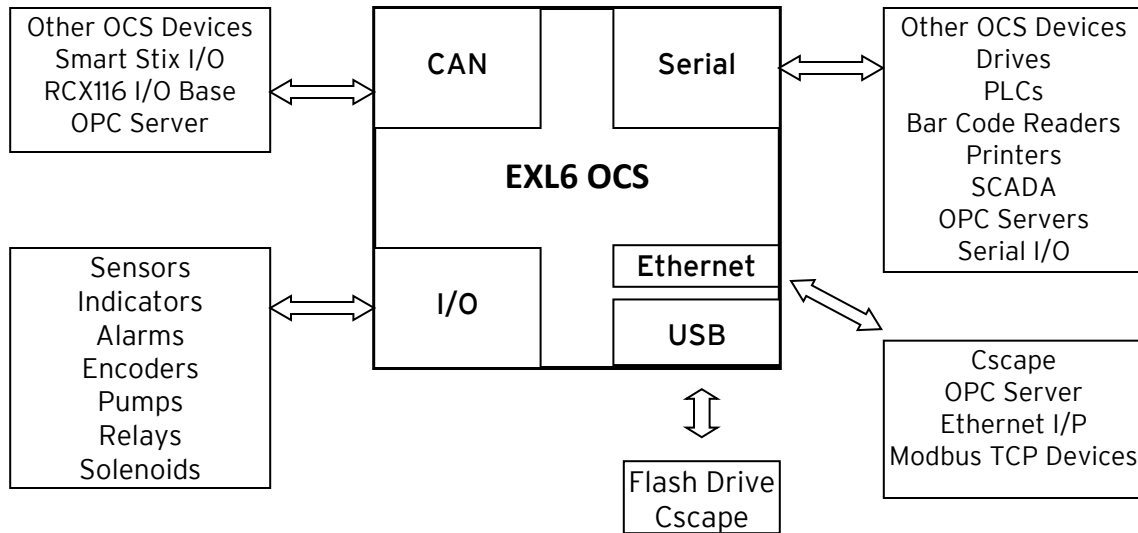 Other OCS Devices
Smart Stix I/O
RCX116 I/O Base
OPC Server
CAN
Serial
Other OCS Devices
Drives
PLCs
Bar Code Readers
Printers
SCADA
OPC Servers
Serial I/O
EXL6 OCS
Sensors
Indicators
Alarms
Encoders
Pumps
Relays
Solenoids
I/O
Ethernet
USB
Cscape
OPC Server
Ethernet I/P
Modbus TCP Devices
Flash Drive
Cscape